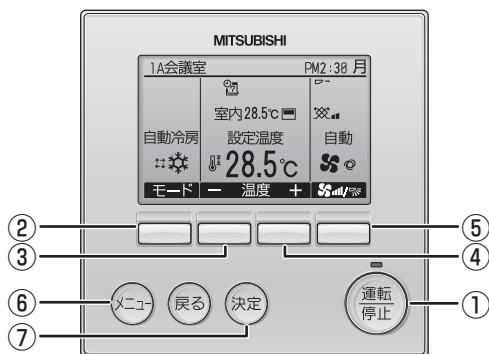 MITSUBISHI
1A会議室 PM2:30 月
室内28.5℃
自動冷房 設定温度 自動
28.5℃
モード － 温度 ＋
②
③
④
⑤
⑥ メニュー 戻る 決定
⑦
運転
停止
①